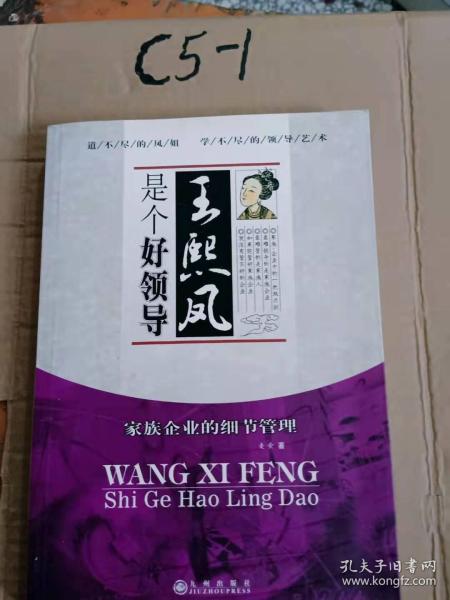 C5-1
道/不/尽/的/凤/姐 学/不/尽/的/领/导/艺/术
王熙凤
是个好领导
家族企业的细节管理
著
WANG XI FENG
Shi Ge Hao Ling Dao
九州出版社
JIUZHOUPRESS
孔夫子旧书网
www.kongfz.com